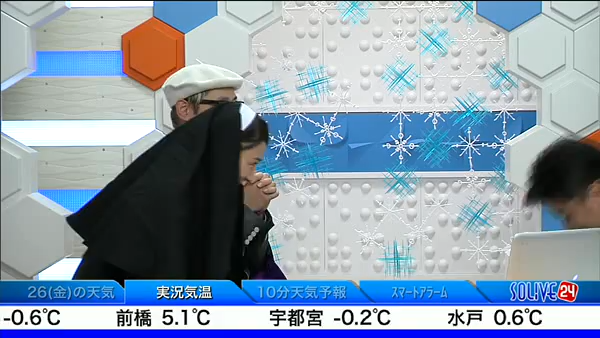 26(金)の天気 実況気温 10分天気予報 スマートアラーム SOLiVE24
-0.6℃ 前橋 5.1℃ 宇都宮 -0.2℃ 水戸 0.6℃